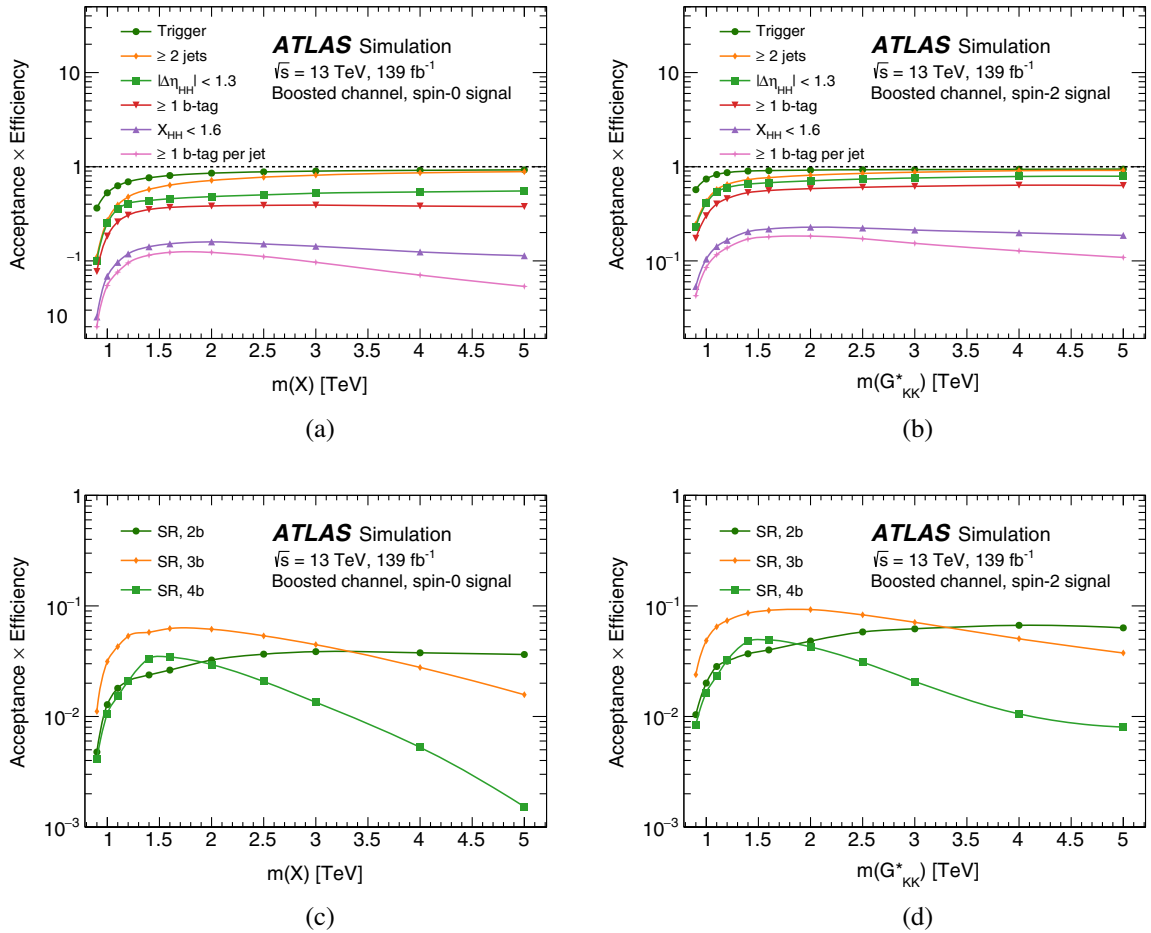 Acceptance × Efficiency
10
1
−1
10
Trigger
≥ 2 jets
|Δη_HH| < 1.3
≥ 1 b-tag
X_HH < 1.6
≥ 1 b-tag per jet
ATLAS Simulation
√s = 13 TeV, 139 fb⁻¹
Boosted channel, spin-0 signal
1 1.5 2 2.5 3 3.5 4 4.5 5
m(X) [TeV]
(a)
Acceptance × Efficiency
10
1
10⁻¹
Trigger
≥ 2 jets
|Δη_HH| < 1.3
≥ 1 b-tag
X_HH < 1.6
≥ 1 b-tag per jet
ATLAS Simulation
√s = 13 TeV, 139 fb⁻¹
Boosted channel, spin-2 signal
1 1.5 2 2.5 3 3.5 4 4.5 5
m(G*_KK) [TeV]
(b)
Acceptance × Efficiency
1
10⁻¹
10⁻²
10⁻³
SR, 2b
SR, 3b
SR, 4b
ATLAS Simulation
√s = 13 TeV, 139 fb⁻¹
Boosted channel, spin-0 signal
1 1.5 2 2.5 3 3.5 4 4.5 5
m(X) [TeV]
(c)
Acceptance × Efficiency
1
10⁻¹
10⁻²
10⁻³
SR, 2b
SR, 3b
SR, 4b
ATLAS Simulation
√s = 13 TeV, 139 fb⁻¹
Boosted channel, spin-2 signal
1 1.5 2 2.5 3 3.5 4 4.5 5
m(G*_KK) [TeV]
(d)